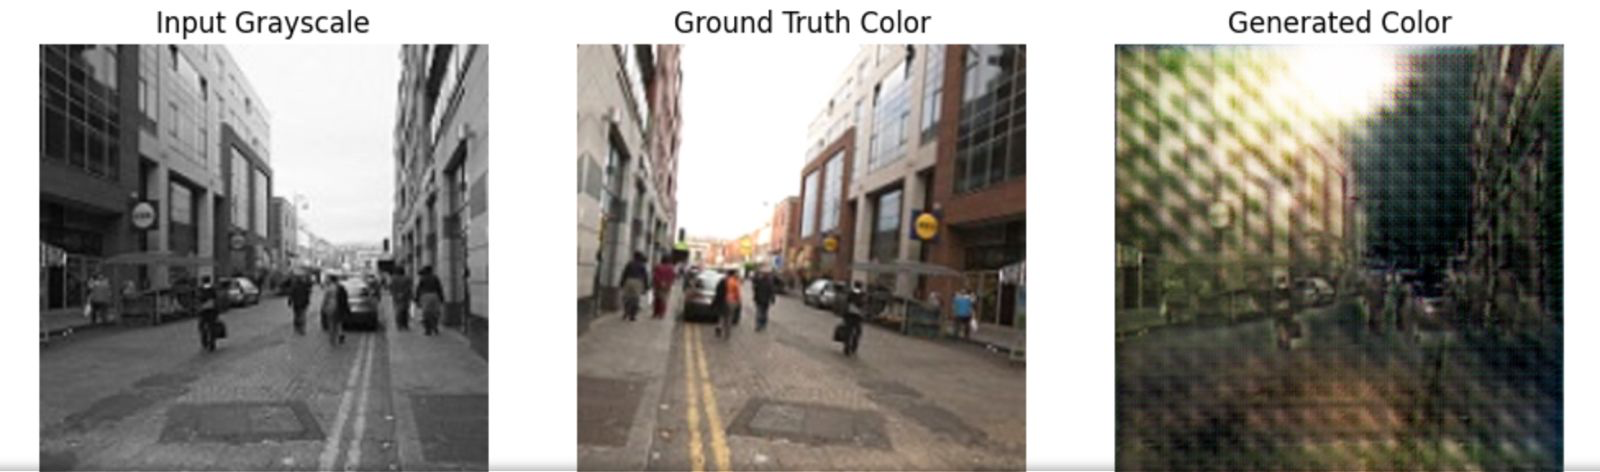 Input Grayscale
Ground Truth Color
Generated Color